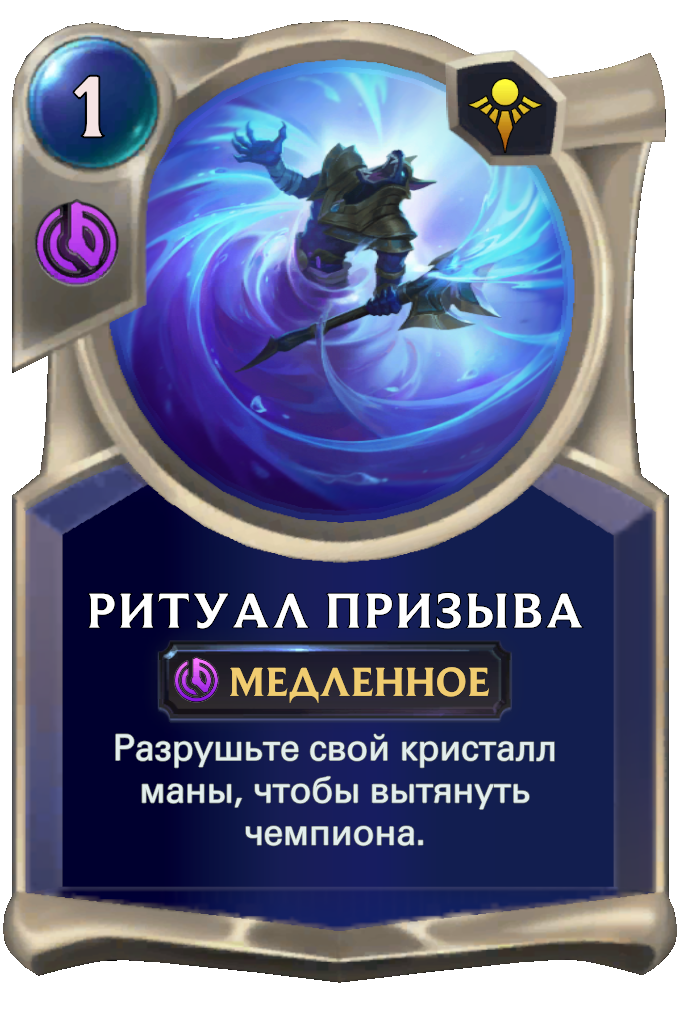 1
РИТУАЛ ПРИЗЫВА
МЕДЛЕННОЕ
Разрушьте свой кристалл
маны, чтобы вытянуть
чемпиона.